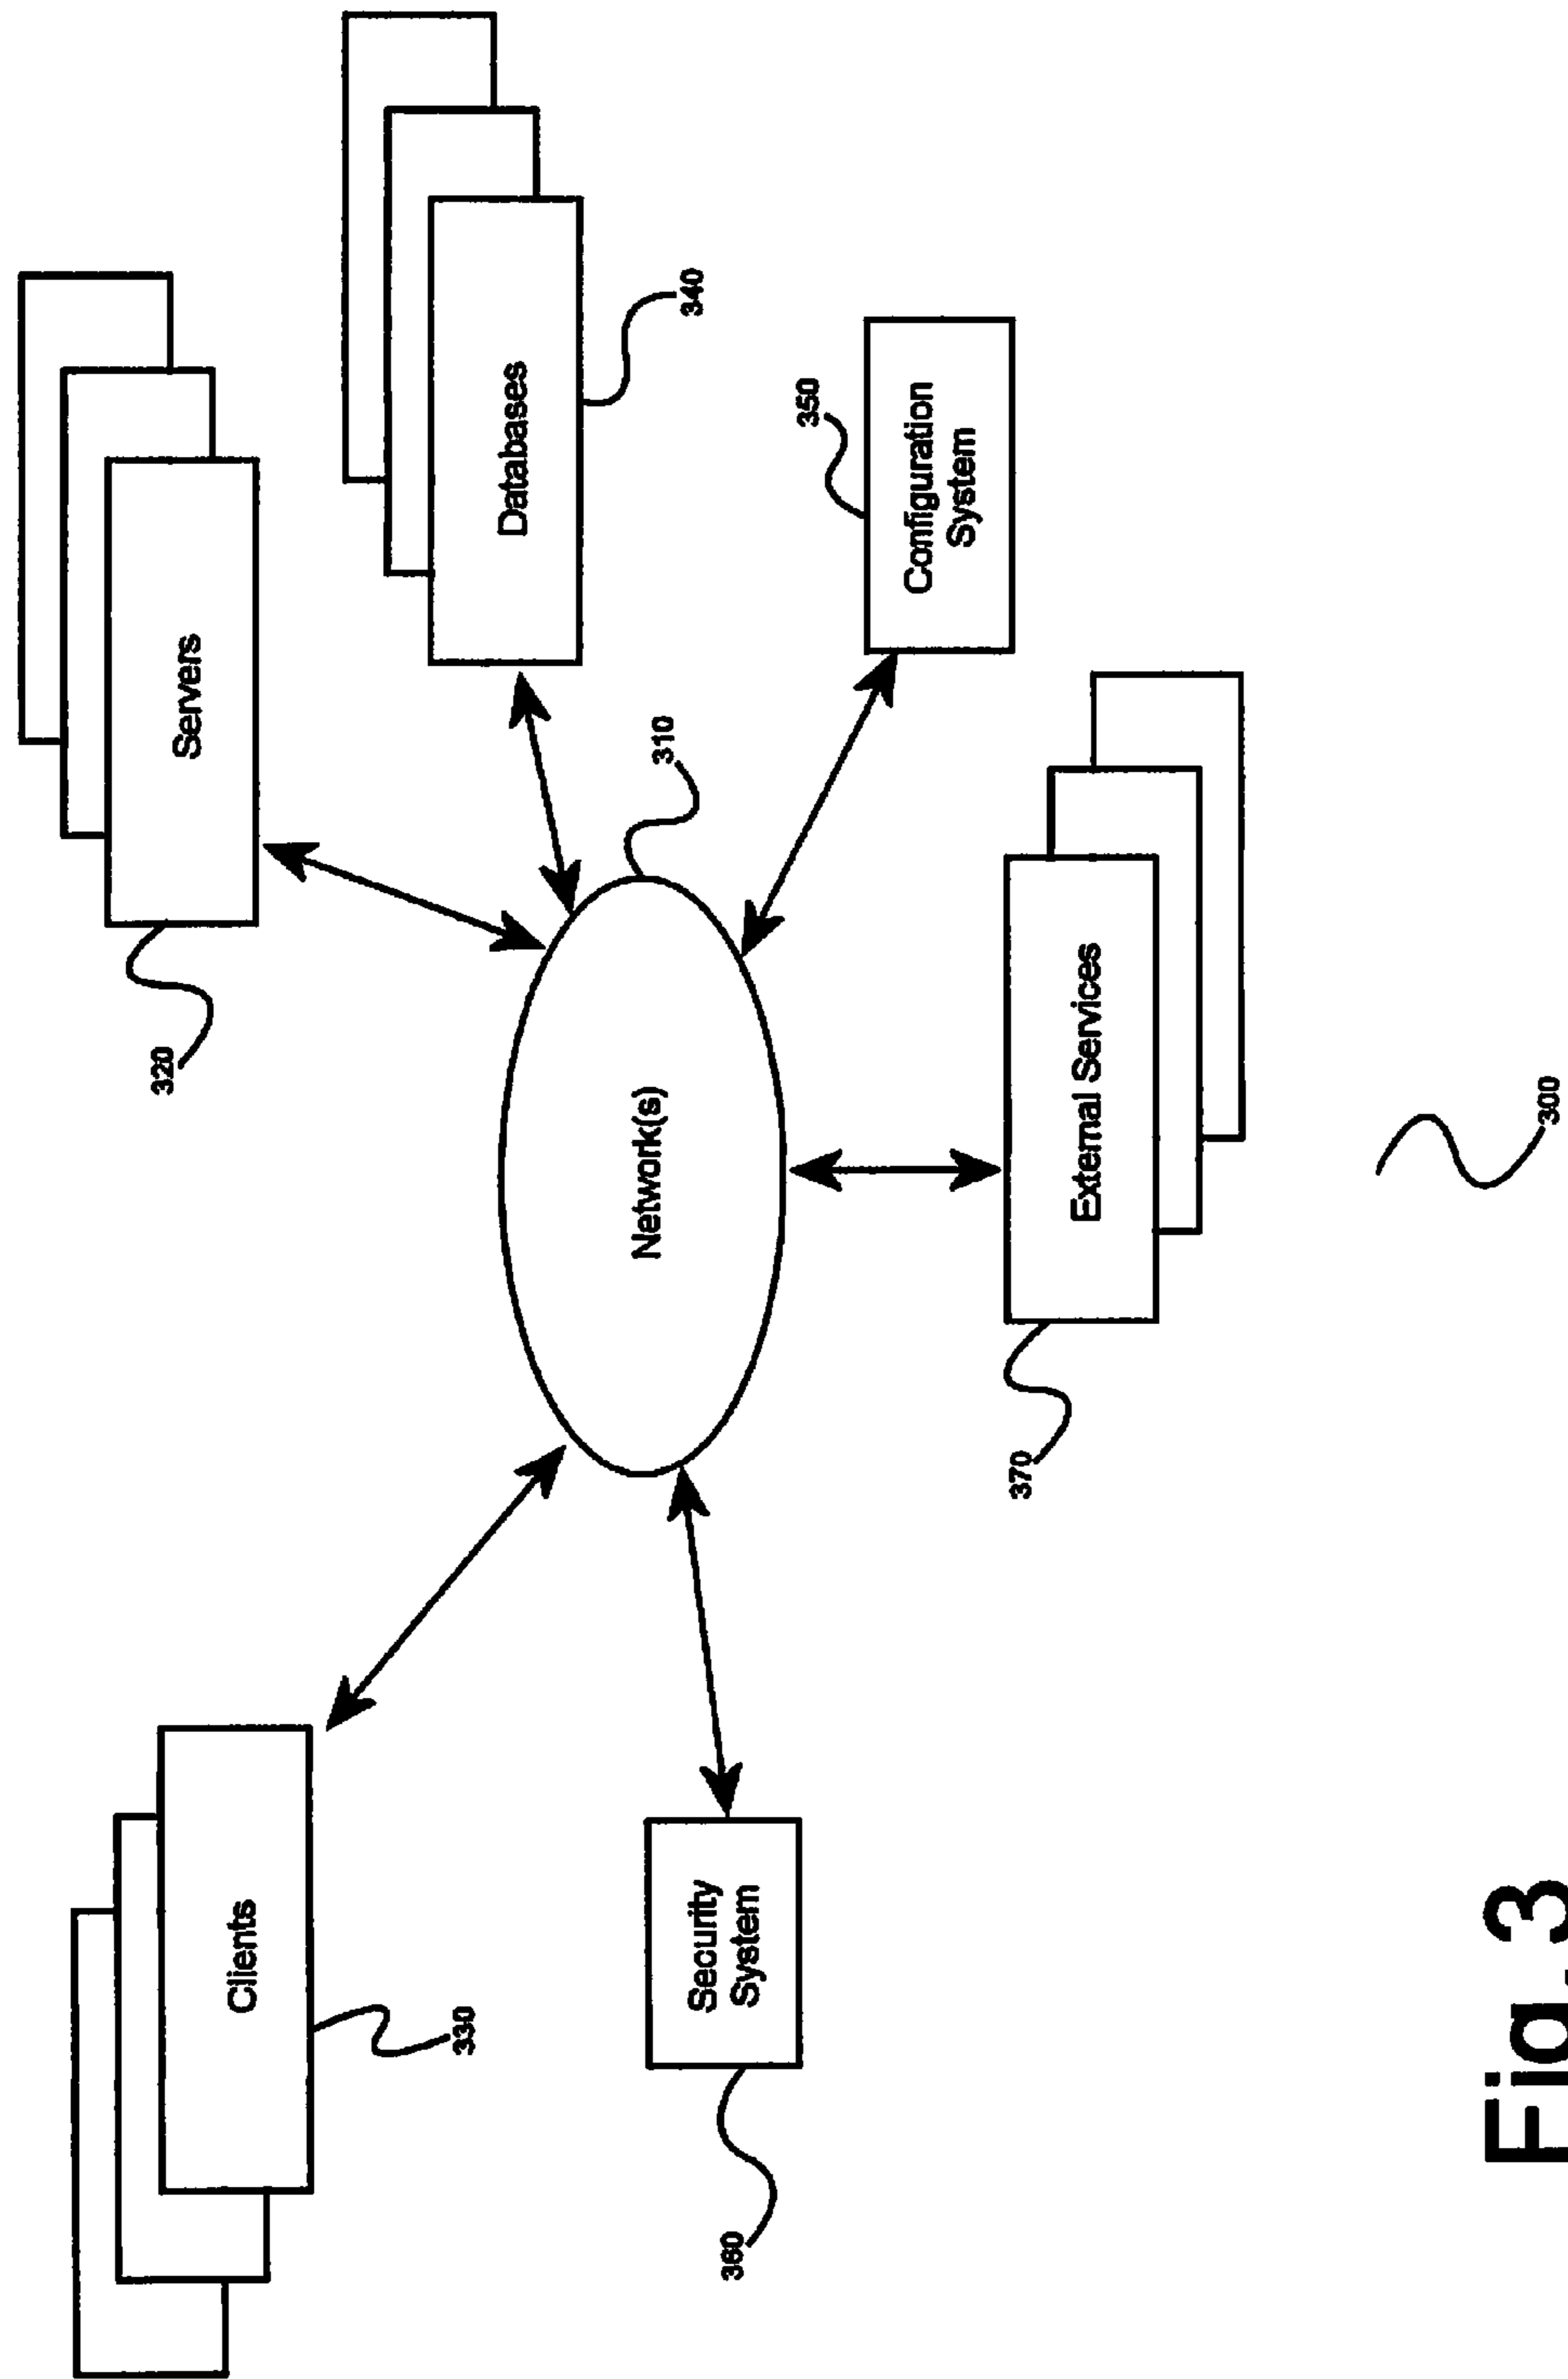 Clients
330
Servers
320
Databases
340
Network(s)
310
Security
System
360
Configuration
System
350
External Services
370
300
Fig. 3